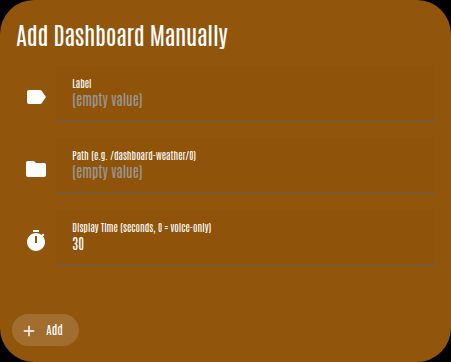 Add Dashboard Manually
Label
(empty value)
Path (e.g. /dashboard-weather/0)
(empty value)
Display Time (seconds, 0 = voice-only)
30
+ Add